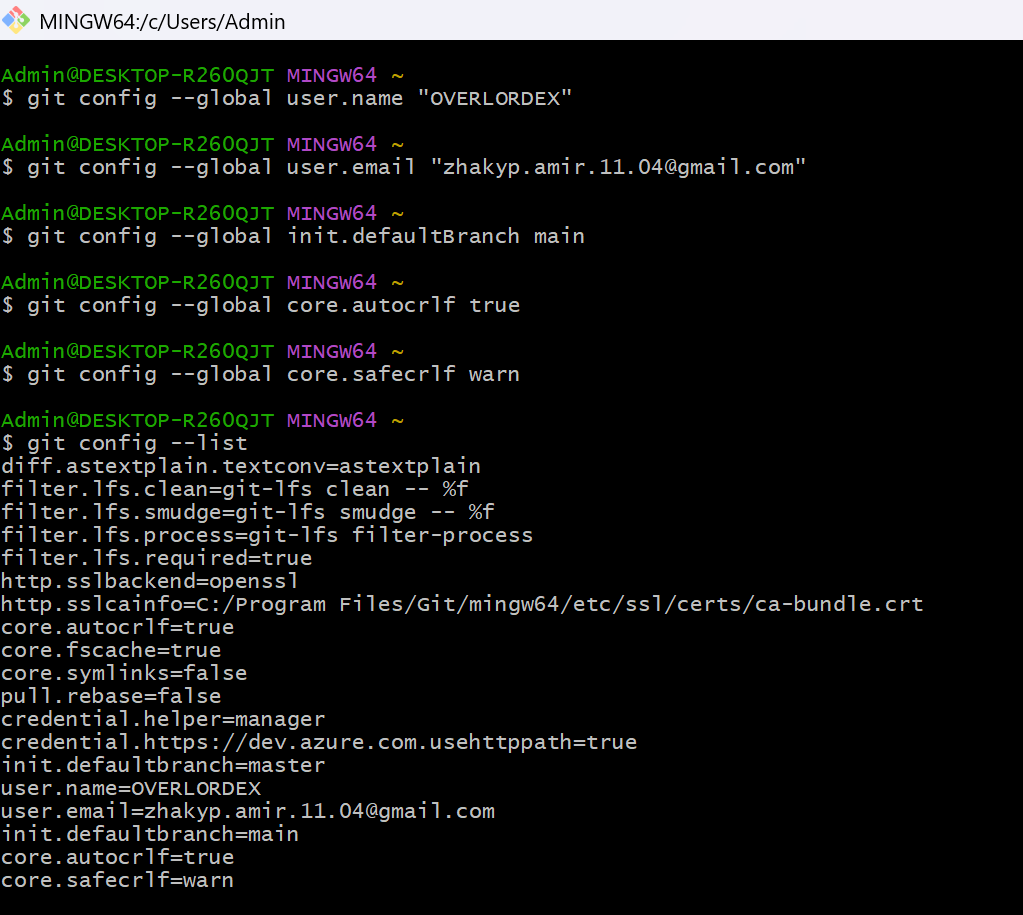 MINGW64:/c/Users/Admin
Admin@DESKTOP-R260QJT MINGW64 ~
$ git config --global user.name "OVERLORDEX"
Admin@DESKTOP-R260QJT MINGW64 ~
$ git config --global user.email "zhakyp.amir.11.04@gmail.com"
Admin@DESKTOP-R260QJT MINGW64 ~
$ git config --global init.defaultBranch main
Admin@DESKTOP-R260QJT MINGW64 ~
$ git config --global core.autocrlf true
Admin@DESKTOP-R260QJT MINGW64 ~
$ git config --global core.safecrlf warn
Admin@DESKTOP-R260QJT MINGW64 ~
$ git config --list
diff.astextplain.textconv=astextplain
filter.lfs.clean=git-lfs clean -- %f
filter.lfs.smudge=git-lfs smudge -- %f
filter.lfs.process=git-lfs filter-process
filter.lfs.required=true
http.sslbackend=openssl
http.sslcainfo=C:/Program Files/Git/mingw64/etc/ssl/certs/ca-bundle.crt
core.autocrlf=true
core.fscache=true
core.symlinks=false
pull.rebase=false
credential.helper=manager
credential.https://dev.azure.com.usehttppath=true
init.defaultbranch=master
user.name=OVERLORDEX
user.email=zhakyp.amir.11.04@gmail.com
init.defaultbranch=main
core.autocrlf=true
core.safecrlf=warn